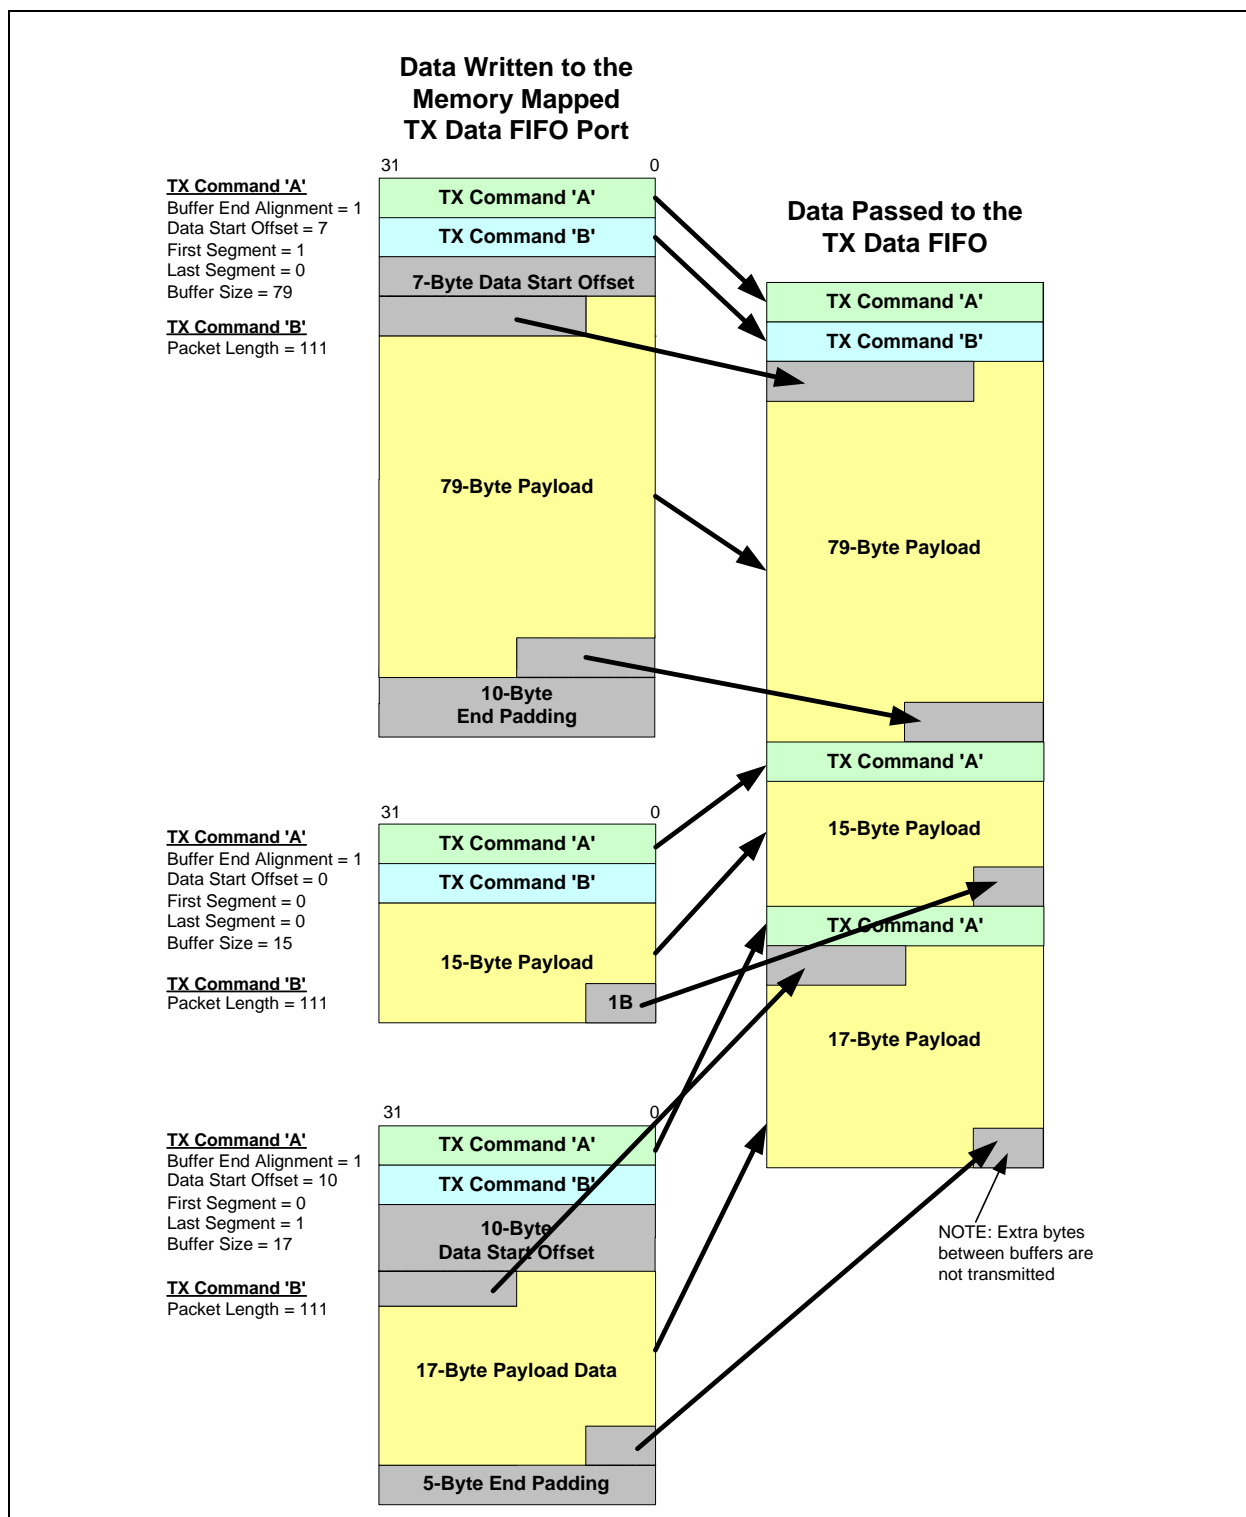 Data Written to the
Memory Mapped
TX Data FIFO Port
31
0
TX Command 'A'
Buffer End Alignment = 1
Data Start Offset = 7
First Segment = 1
Last Segment = 0
Buffer Size = 79
TX Command 'B'
Packet Length = 111
TX Command 'A'
TX Command 'B'
7-Byte Data Start Offset
79-Byte Payload
10-Byte
End Padding
Data Passed to the
TX Data FIFO
TX Command 'A'
TX Command 'B'
79-Byte Payload
TX Command 'A'
15-Byte Payload
TX Command 'A'
17-Byte Payload
NOTE: Extra bytes
between buffers are
not transmitted
31
0
TX Command 'A'
Buffer End Alignment = 1
Data Start Offset = 0
First Segment = 0
Last Segment = 0
Buffer Size = 15
TX Command 'B'
Packet Length = 111
TX Command 'A'
TX Command 'B'
15-Byte Payload
1B
31
0
TX Command 'A'
Buffer End Alignment = 1
Data Start Offset = 10
First Segment = 0
Last Segment = 1
Buffer Size = 17
TX Command 'B'
Packet Length = 111
TX Command 'A'
TX Command 'B'
10-Byte
Data Start Offset
17-Byte Payload Data
5-Byte End Padding